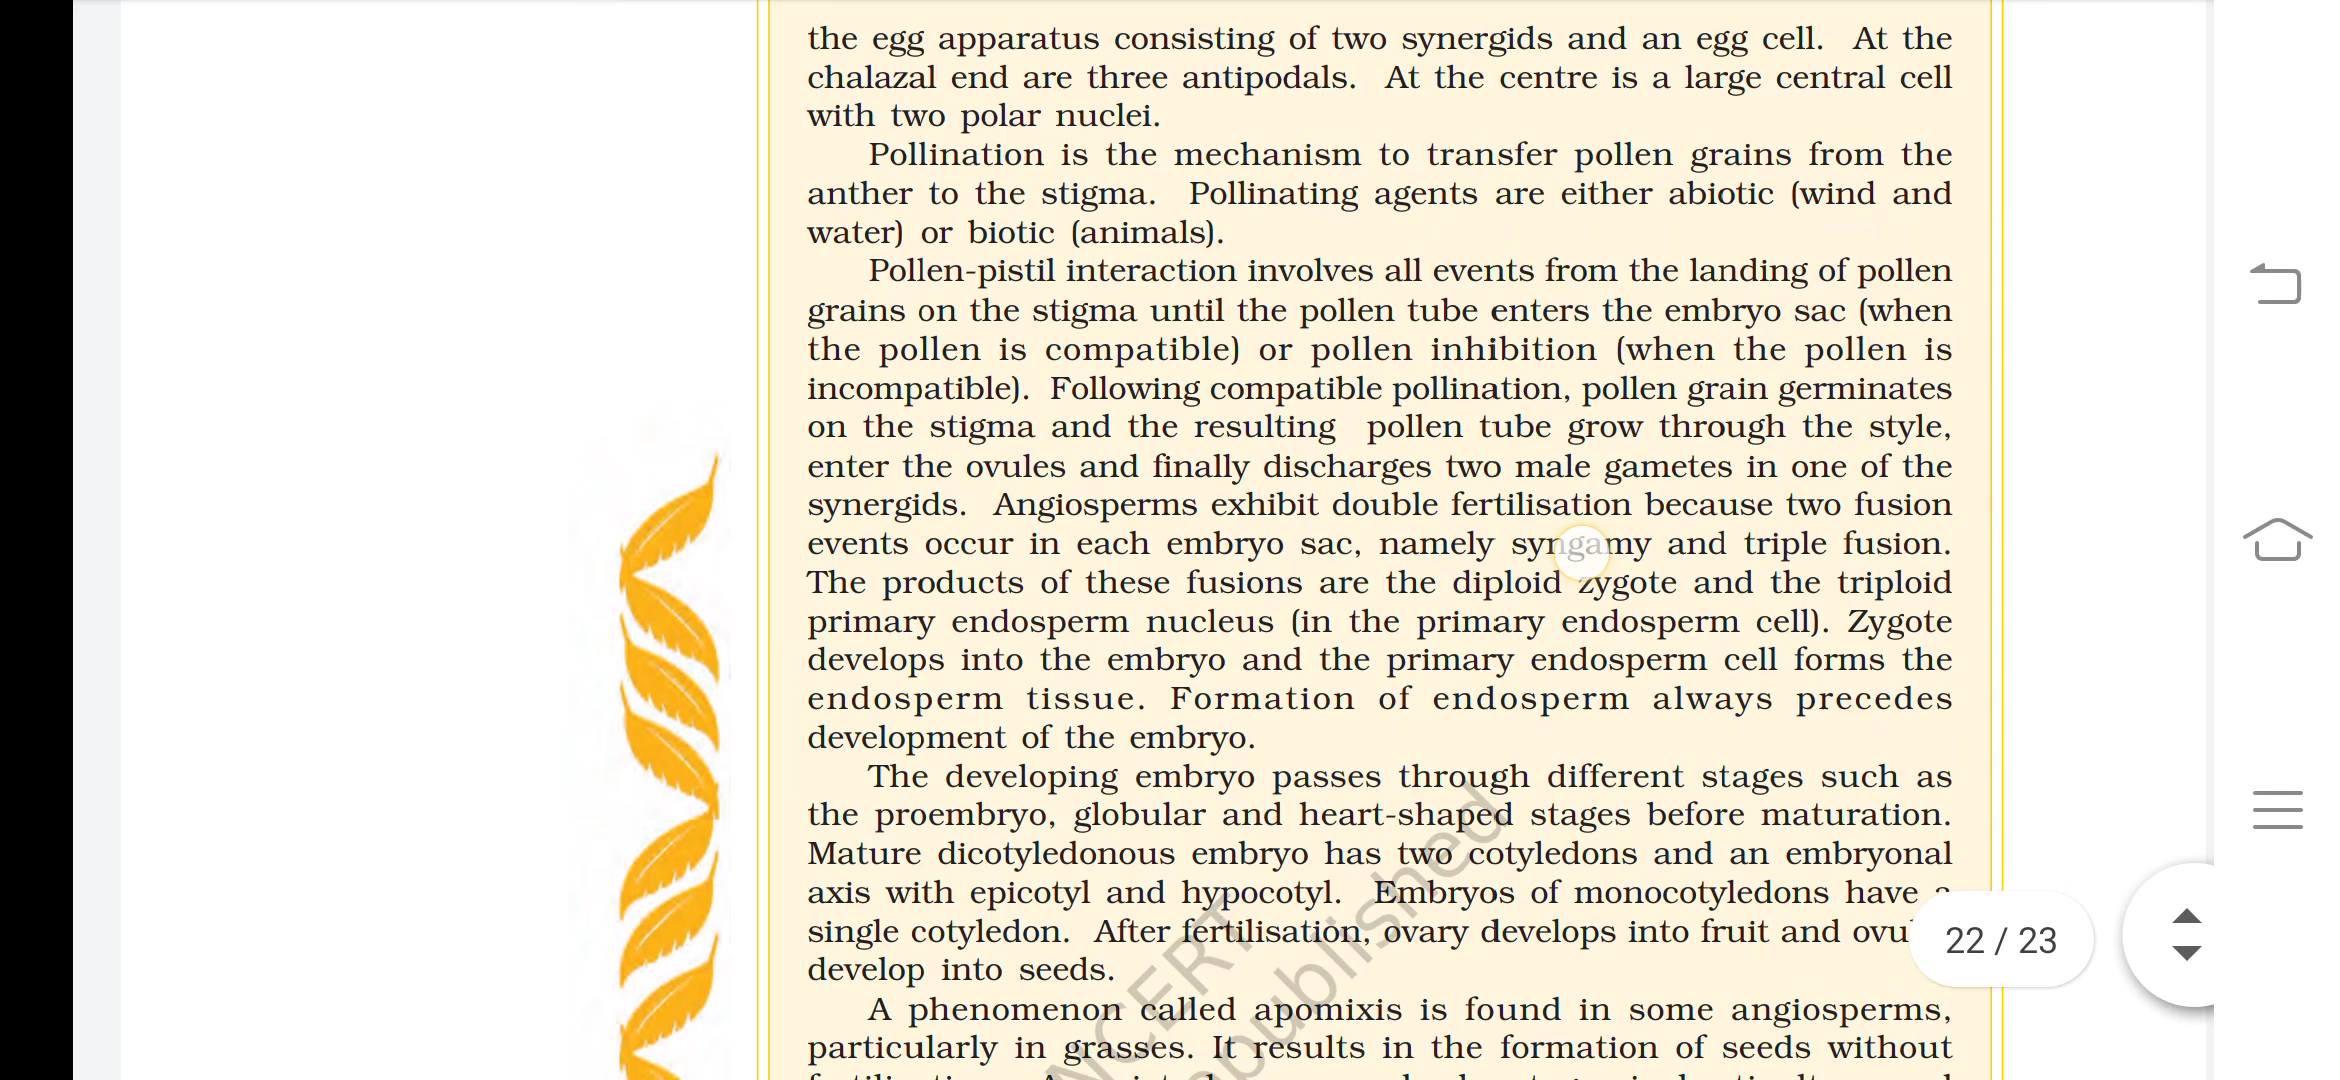 the egg apparatus consisting of two synergids and an egg cell. At the
chalazal end are three antipodals. At the centre is a large central cell
with two polar nuclei.
Pollination is the mechanism to transfer pollen grains from the
anther to the stigma. Pollinating agents are either abiotic (wind and
water) or biotic (animals).
Pollen-pistil interaction involves all events from the landing of pollen
grains on the stigma until the pollen tube enters the embryo sac (when
the pollen is compatible) or pollen inhibition (when the pollen is
incompatible). Following compatible pollination, pollen grain germinates
on the stigma and the resulting pollen tube grow through the style,
enter the ovules and finally discharges two male gametes in one of the
synergids. Angiosperms exhibit double fertilisation because two fusion
events occur in each embryo sac, namely syngamy and triple fusion.
The products of these fusions are the diploid zygote and the triploid
primary endosperm nucleus (in the primary endosperm cell). Zygote
develops into the embryo and the primary endosperm cell forms the
endosperm tissue. Formation of endosperm always precedes
development of the embryo.
The developing embryo passes through different stages such as
the proembryo, globular and heart-shaped stages before maturation.
Mature dicotyledonous embryo has two cotyledons and an embryonal
axis with epicotyl and hypocotyl. Embryos of monocotyledons have a
single cotyledon. After fertilisation, ovary develops into fruit and
develop into seeds.
A phenomenon called apomixis is found in some angiosperms,
particularly in grasses. It results in the formation of seeds without
22 / 23
NCERT
republished